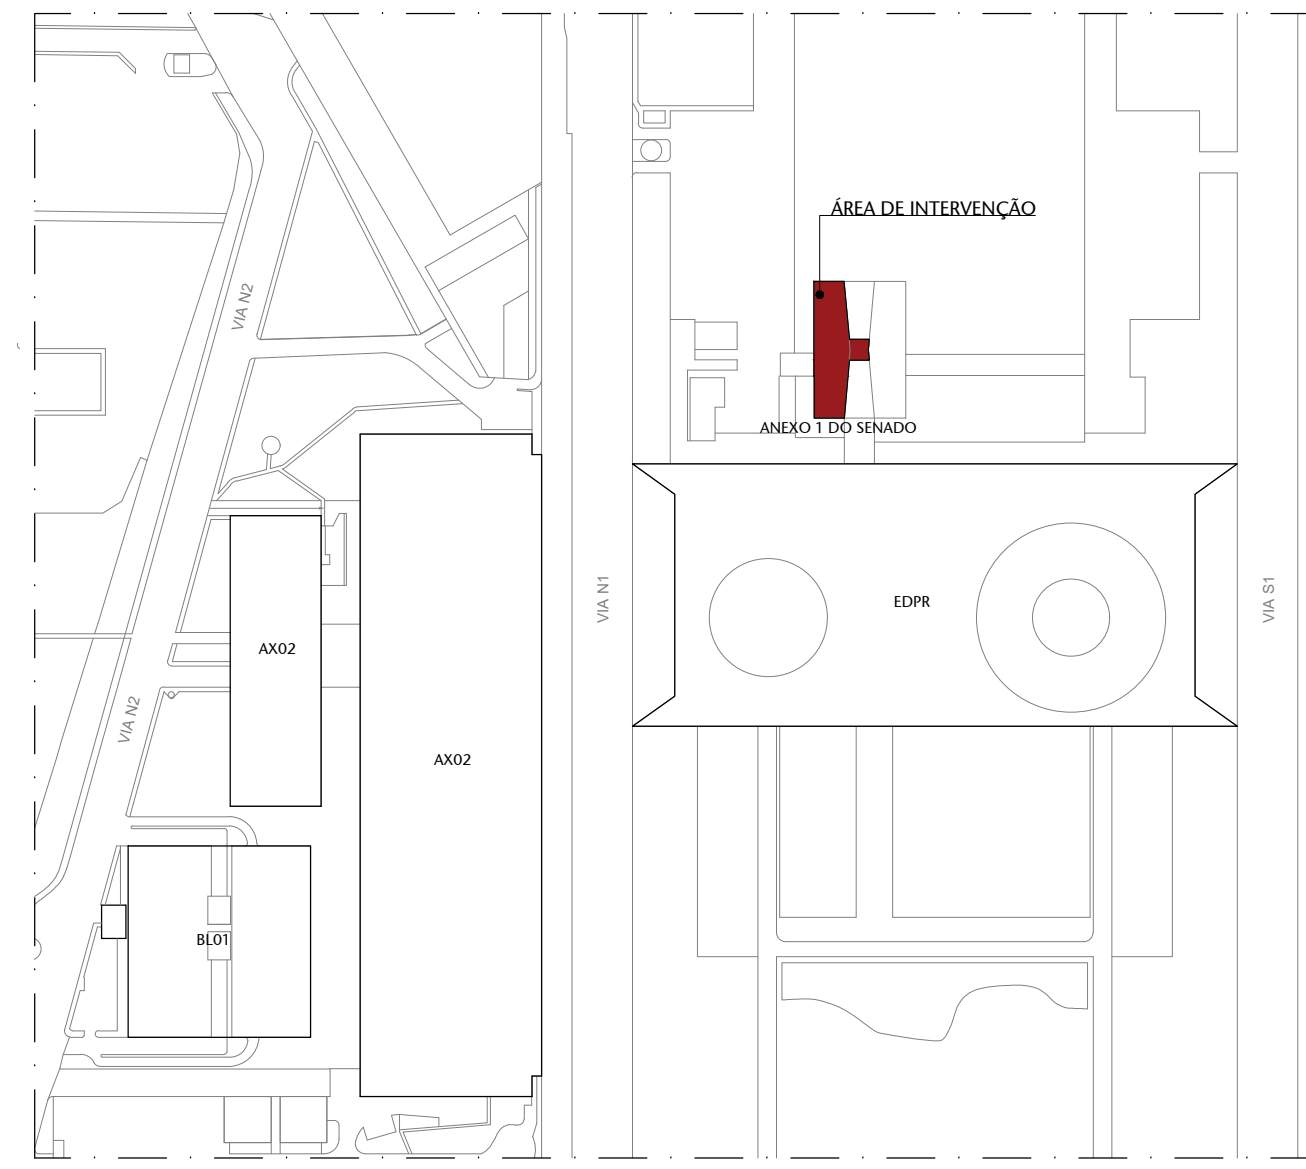 ÁREA DE INTERVENÇÃO
VIA N2
ANEXO 1 DO SENADO
VIA N1
EDPR
VIA S1
AX02
VIA N2
AX02
BL01